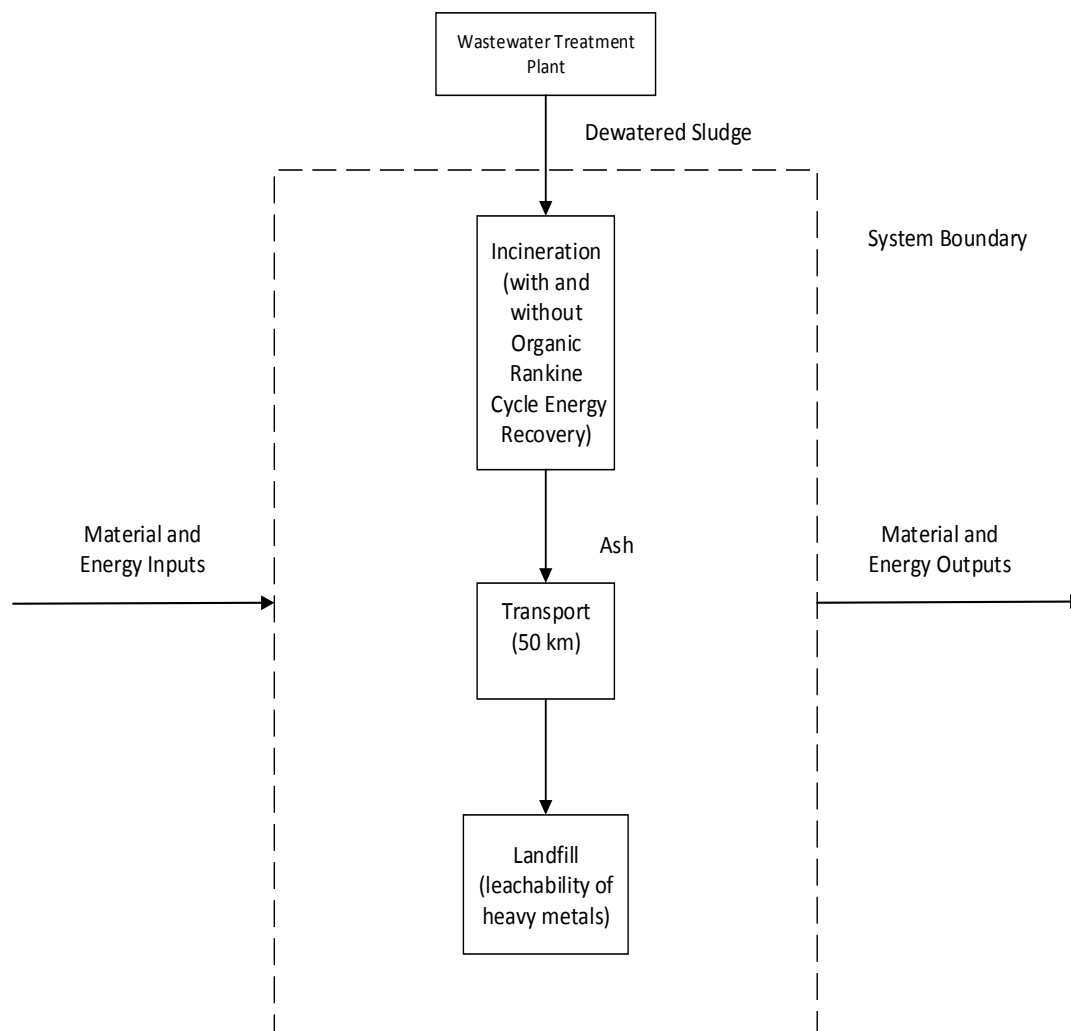 Wastewater Treatment
Plant
Dewatered Sludge
System Boundary
Incineration
(with and
without
Organic
Rankine
Cycle Energy
Recovery)
Material and
Energy Inputs
Ash
Material and
Energy Outputs
Transport
(50 km)
Landfill
(leachability of
heavy metals)